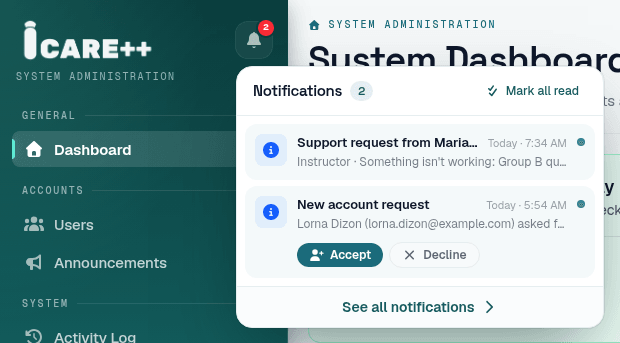 iCARE++
SYSTEM ADMINISTRATION
2
GENERAL
Dashboard
ACCOUNTS
Users
Announcements
SYSTEM
Activity Log
SYSTEM ADMINISTRATION
System Dashboard
Notifications 2
Mark all read
Support request from Maria... Today · 7:34 AM
Instructor · Something isn't working: Group B qu...
New account request Today · 5:54 AM
Lorna Dizon (lorna.dizon@example.com) asked f...
Accept
Decline
See all notifications